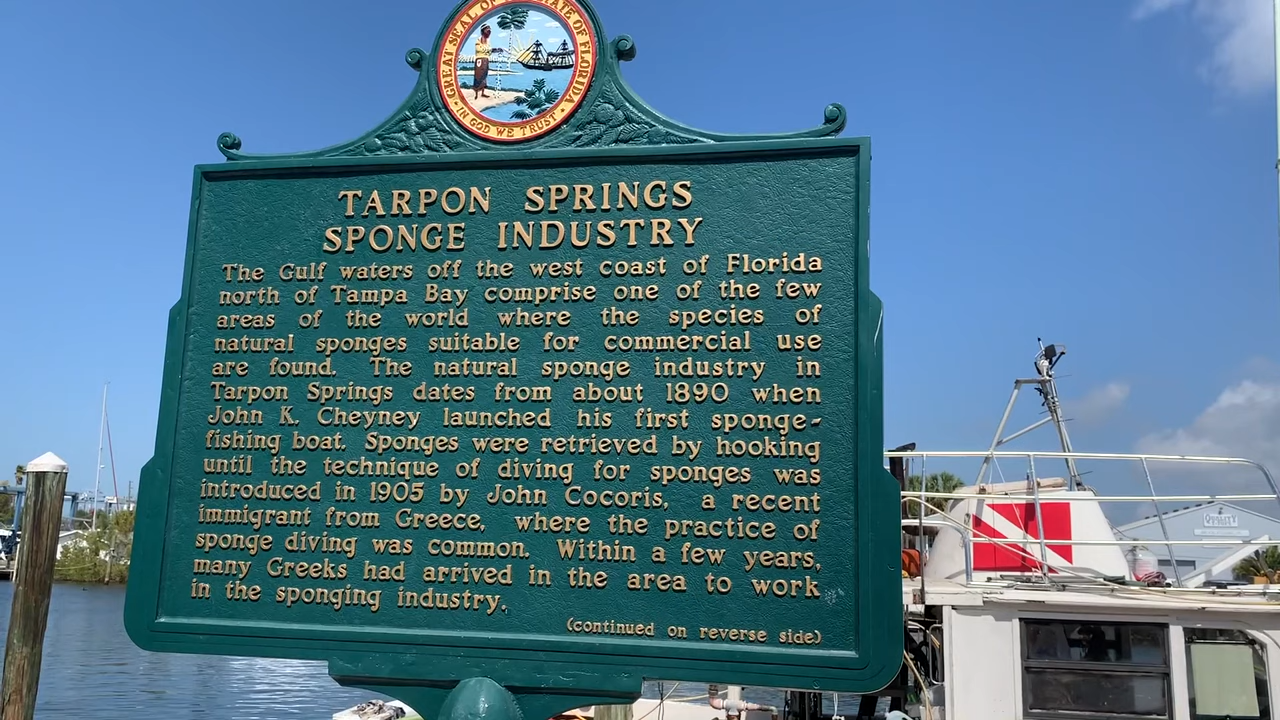 GREAT SEAL OF THE STATE OF FLORIDA
IN GOD WE TRUST
TARPON SPRINGS
SPONGE INDUSTRY
The Gulf waters off the west coast of Florida
north of Tampa Bay comprise one of the few
areas of the world where the species of
natural sponges suitable for commercial use
are found. The natural sponge industry in
Tarpon Springs dates from about 1890 when
John K. Cheyney launched his first sponge-
fishing boat. Sponges were retrieved by hooking
until the technique of diving for sponges was
introduced in 1905 by John Cocoris, a recent
immigrant from Greece, where the practice of
sponge diving was common. Within a few years,
many Greeks had arrived in the area to work
in the sponging industry.
(continued on reverse side)
QUALITY